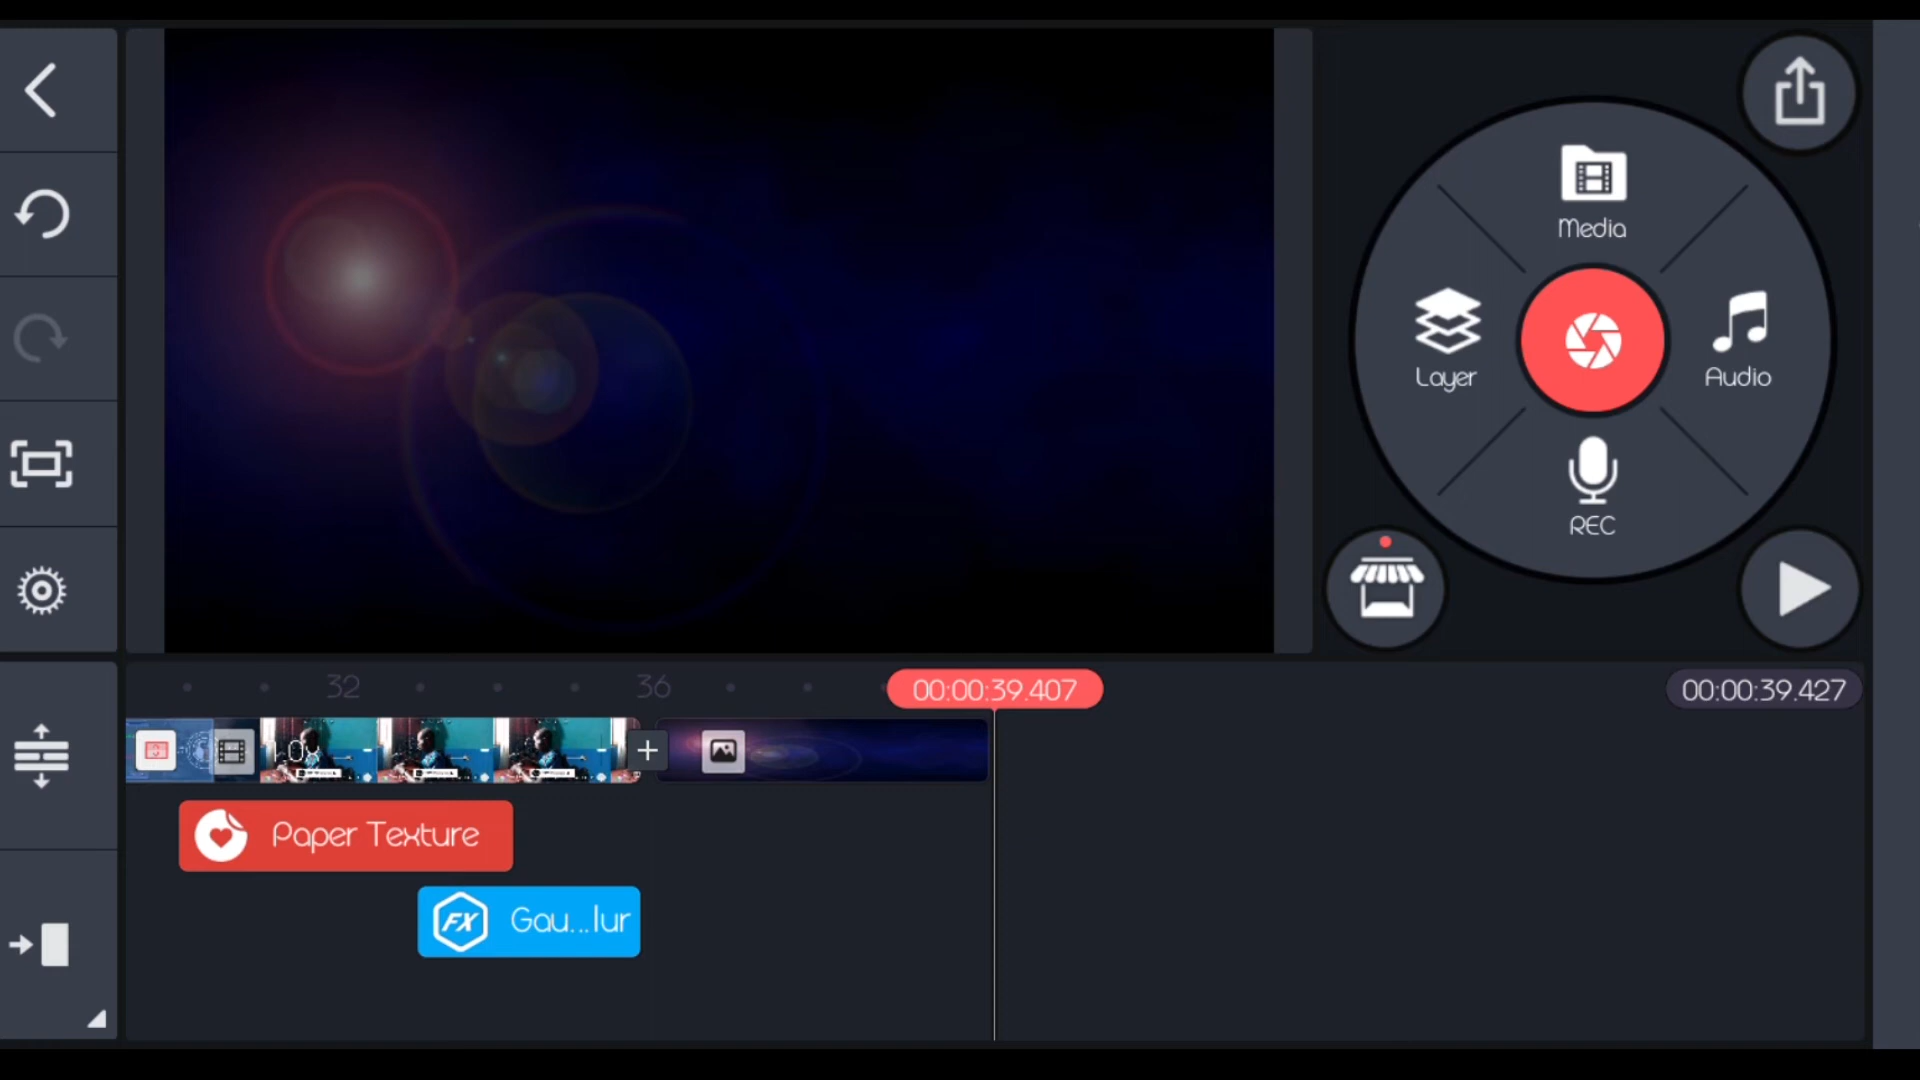 Media
Layer
Audio
REC
32
36
00:00:39.407
00:00:39.427
Paper Texture
FX
Gau...lur